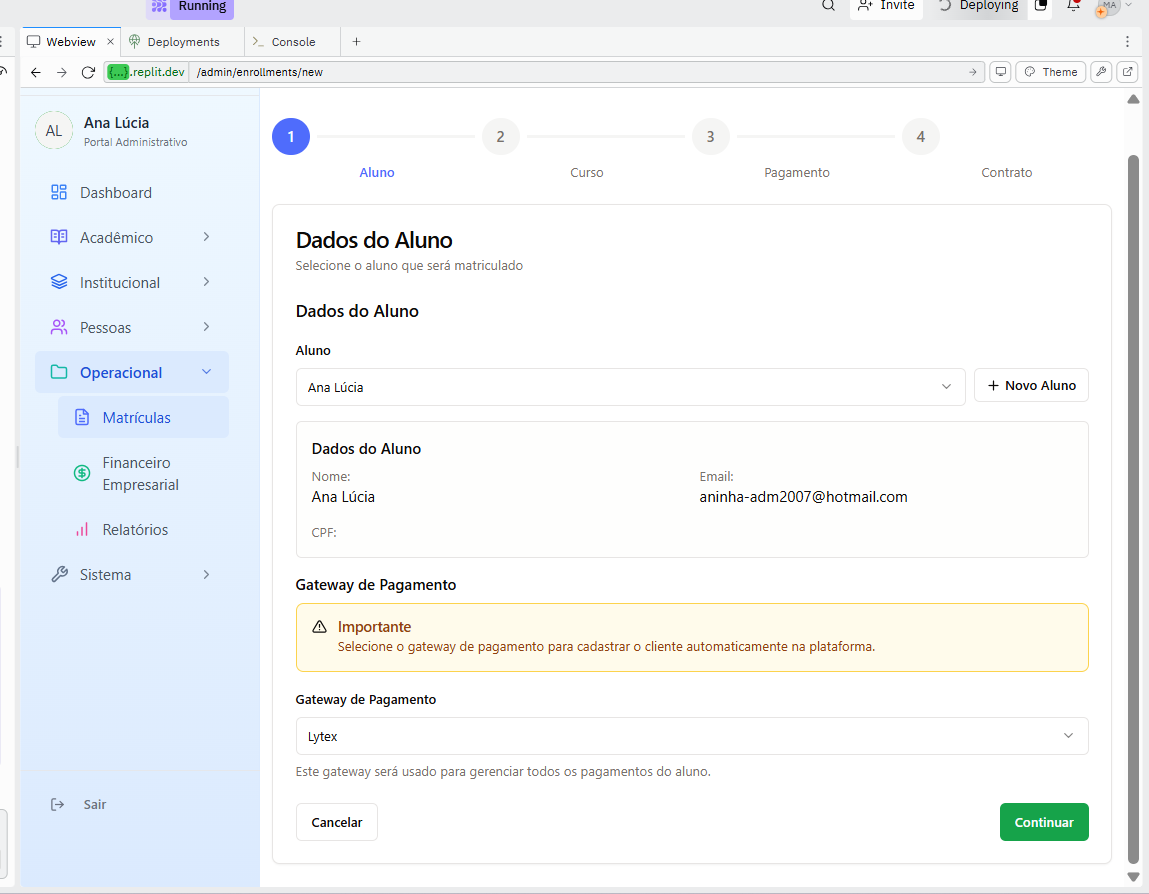 Running
Invite
Deploying
MA
Webview
Deployments
Console
{...}.replit.dev /admin/enrollments/new
Theme
AL
Ana Lúcia
Portal Administrativo
Dashboard
Acadêmico
Institucional
Pessoas
Operacional
Matrículas
Financeiro
Empresarial
Relatórios
Sistema
Sair
1
2
3
4
Aluno
Curso
Pagamento
Contrato
Dados do Aluno
Selecione o aluno que será matriculado
Dados do Aluno
Aluno
Ana Lúcia
+ Novo Aluno
Dados do Aluno
Nome:
Ana Lúcia
Email:
aninha-adm2007@hotmail.com
CPF:
Gateway de Pagamento
Importante
Selecione o gateway de pagamento para cadastrar o cliente automaticamente na plataforma.
Gateway de Pagamento
Lytex
Este gateway será usado para gerenciar todos os pagamentos do aluno.
Cancelar
Continuar